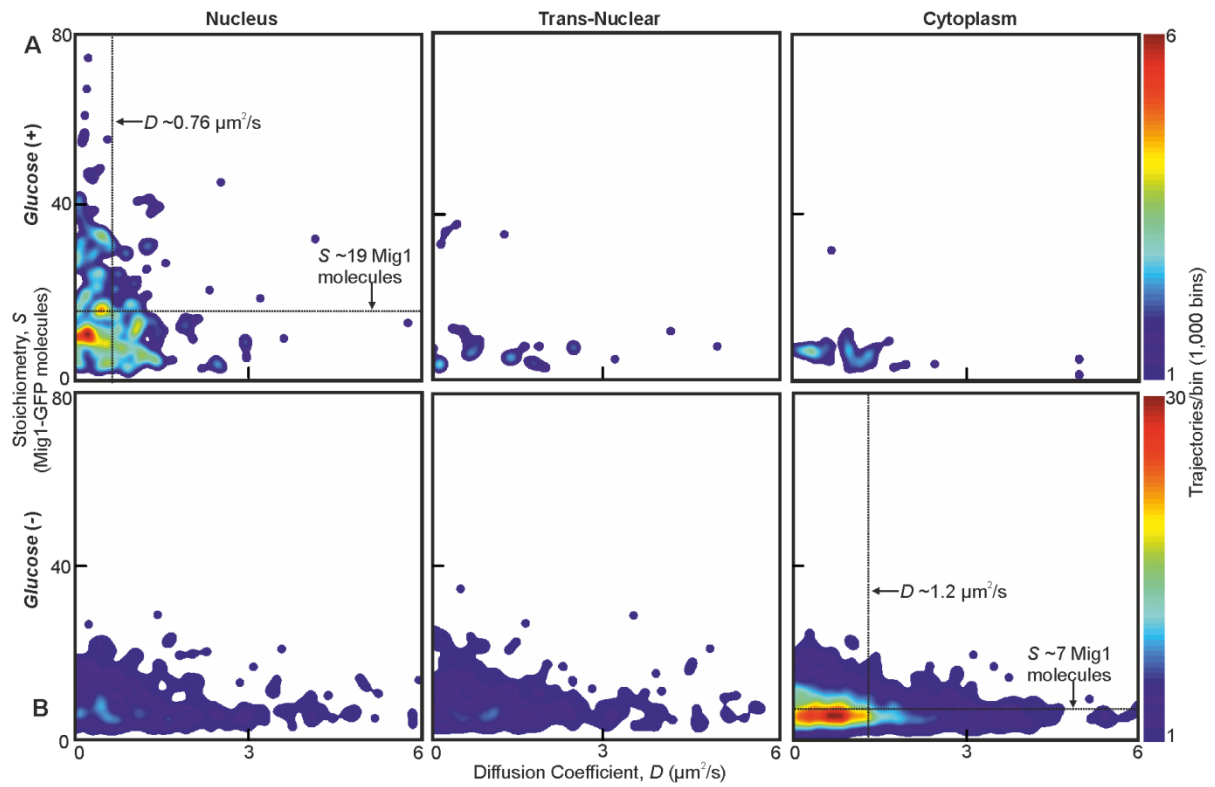 Nucleus
Trans-Nuclear
Cytoplasm
A
80
40
0
Glucose (+)
D ~0.76 µm²/s
S ~19 Mig1
molecules
3
6
1
Stoichiometry, S
(Mig1-GFP molecules)
Trajectories/bin (1,000 bins)
B
80
40
0
Glucose (-)
D ~1.2 µm²/s
S ~7 Mig1
molecules
30
1
0
3
6
0
3
6
0
3
6
Diffusion Coefficient, D (µm²/s)